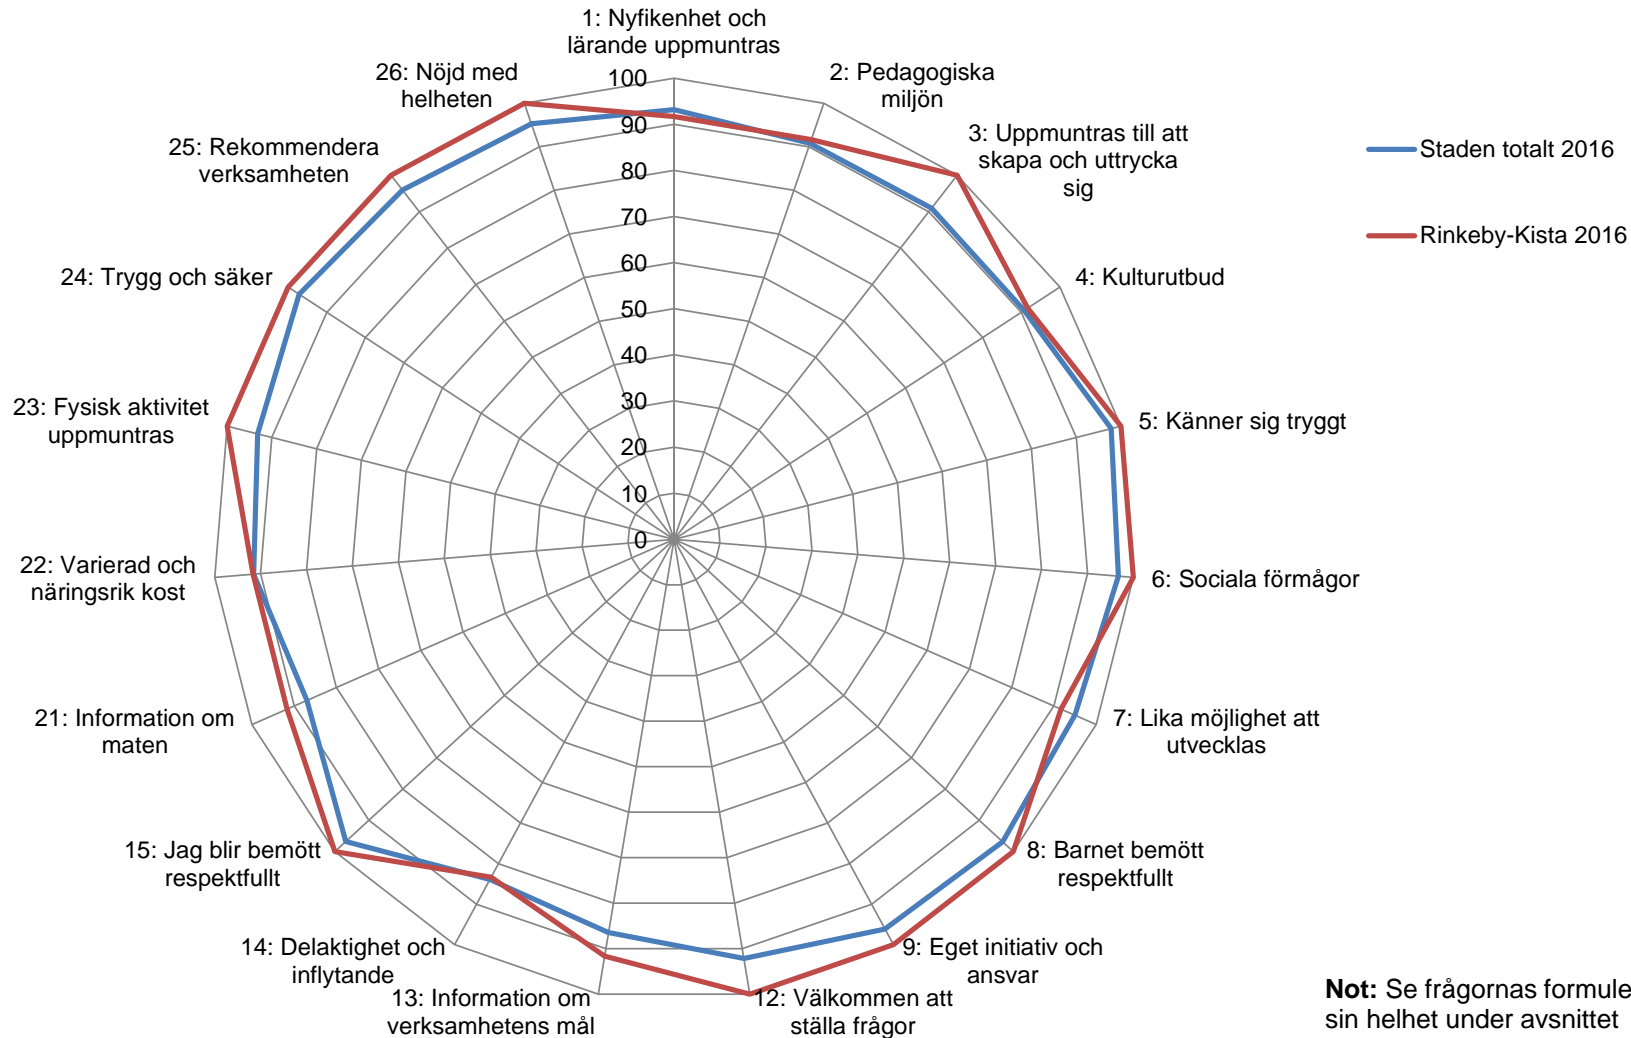 1: Nyfikenhet och
lärande uppmuntras
2: Pedagogiska
miljön
3: Uppmuntras till att
skapa och uttrycka
sig
4: Kulturutbud
5: Känner sig tryggt
6: Sociala förmågor
7: Lika möjlighet att
utvecklas
8: Barnet bemött
respektfullt
9: Eget initiativ och
ansvar
12: Välkommen att
ställa frågor
13: Information om
verksamhetens mål
14: Delaktighet och
inflytande
15: Jag blir bemött
respektfullt
21: Information om
maten
22: Varierad och
näringsrik kost
23: Fysisk aktivitet
uppmuntras
24: Trygg och säker
25: Rekommendera
verksamheten
26: Nöjd med
helheten
100
90
80
70
60
50
40
30
20
10
0
Staden totalt 2016
Rinkeby-Kista 2016
Not: Se frågornas formule
sin helhet under avsnittet